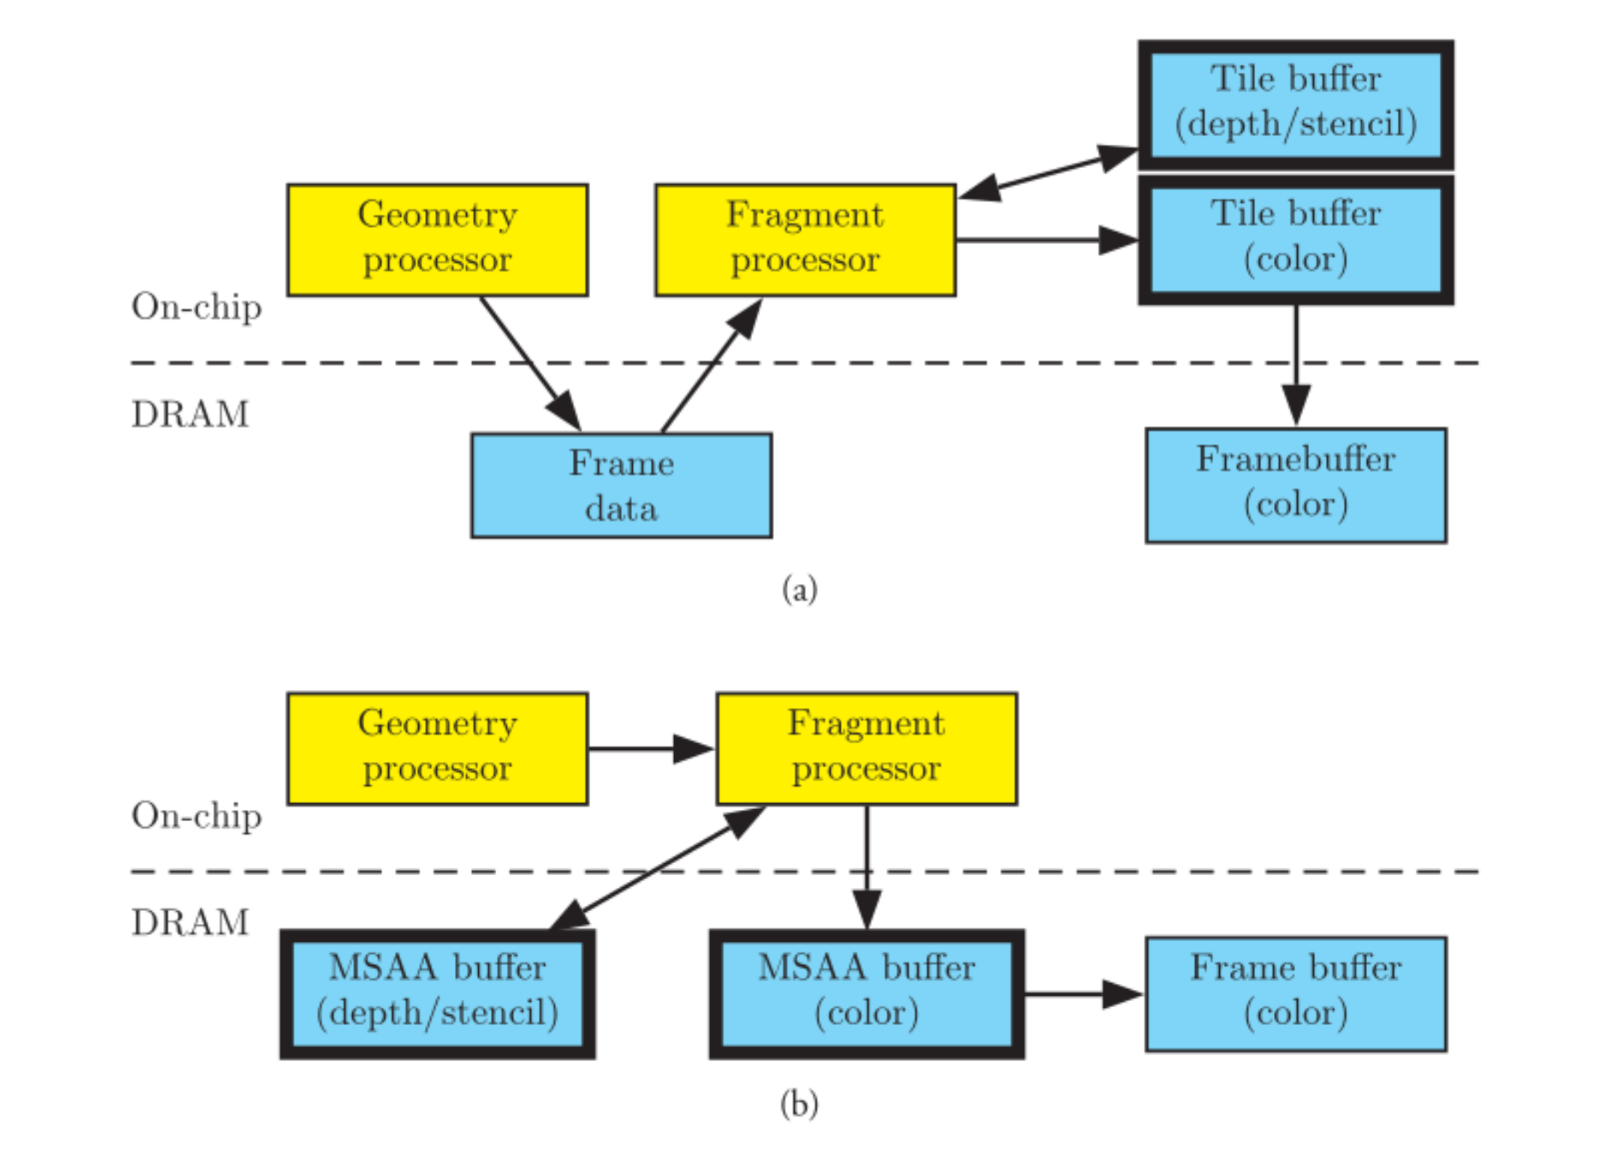 Tile buffer
(depth/stencil)
Geometry
processor
Fragment
processor
Tile buffer
(color)
On-chip
DRAM
Frame
data
Framebuffer
(color)
(a)
Geometry
processor
Fragment
processor
On-chip
DRAM
MSAA buffer
(depth/stencil)
MSAA buffer
(color)
Frame buffer
(color)
(b)